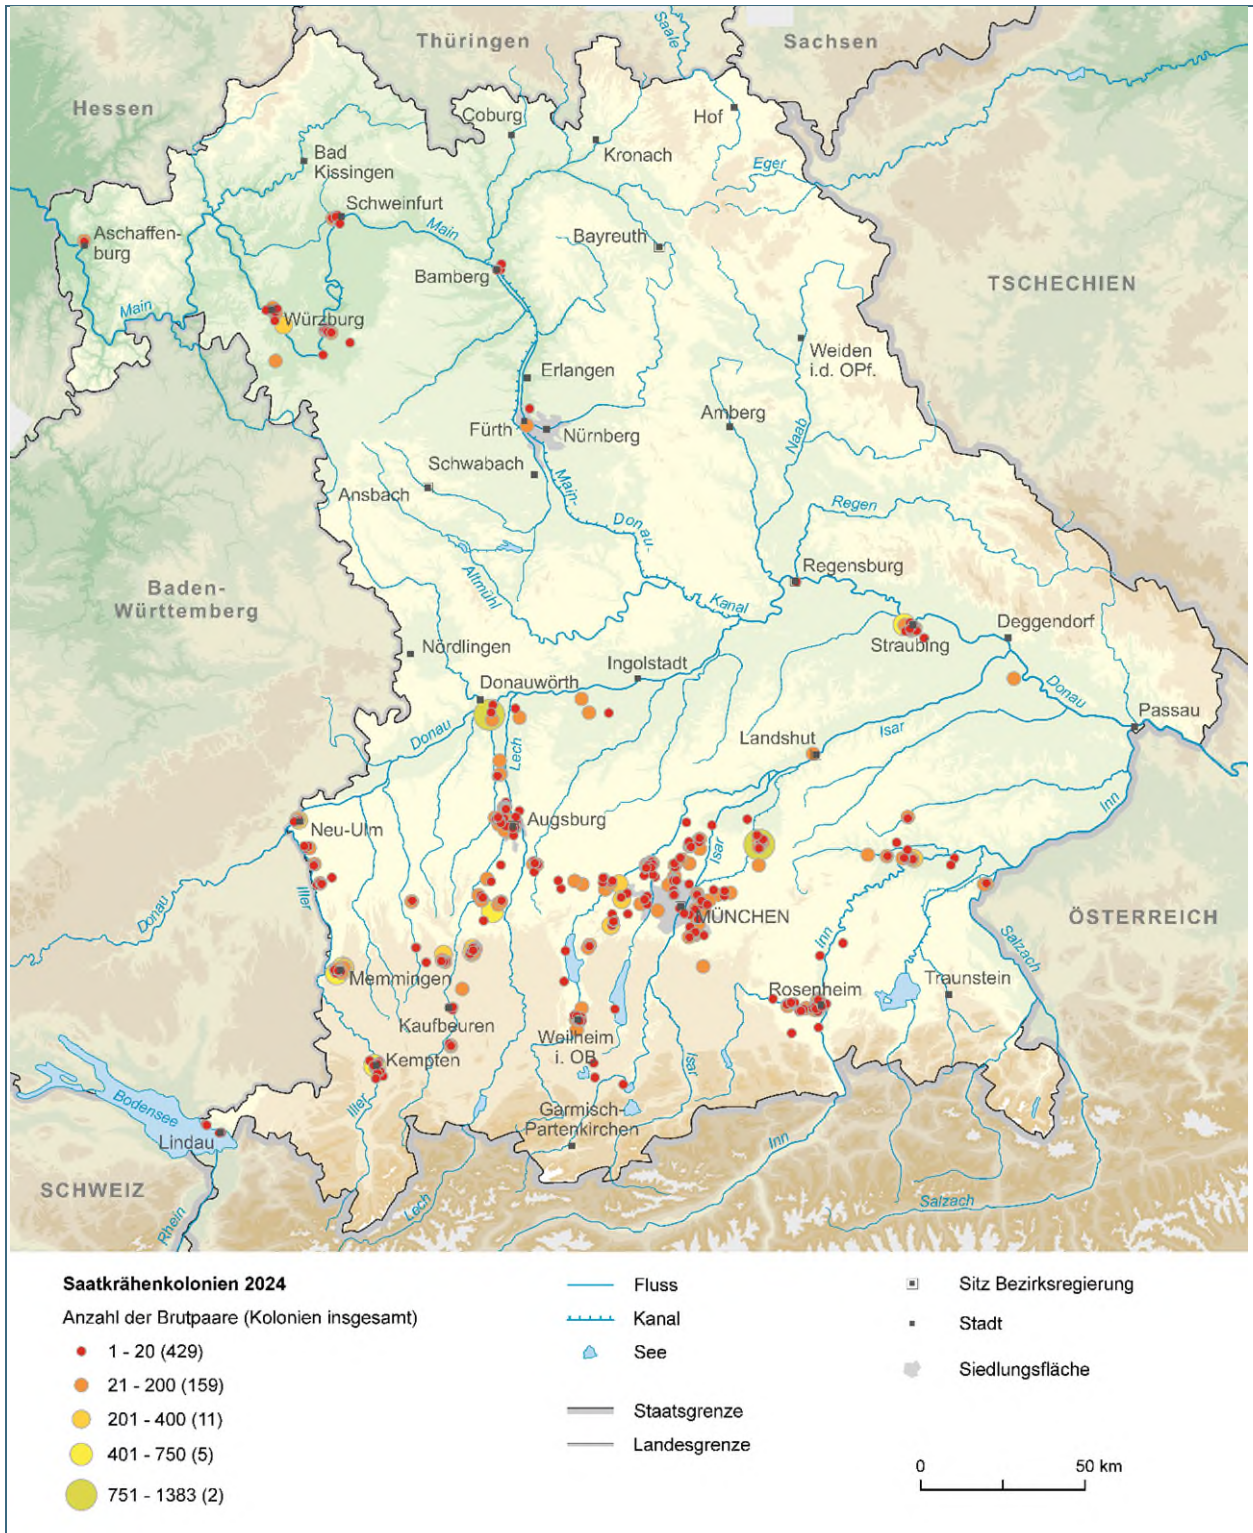 Thüringen
Sachsen
Saale
Hessen
Coburg
Hof
Kronach
Bad
Kissingen
Eger
Schweinfurt
Main
Aschaffen-
burg
Bayreuth
Bamberg
TSCHECHIEN
Main
Würzburg
Weiden
i.d. OPf.
Erlangen
Amberg
Fürth
Nürnberg
Naab
Schwabach
Main-
Ansbach
Regen
Donau-
Altmühl
Regensburg
Baden-
Württemberg
Kanal
Deggendorf
Straubing
Nördlingen
Ingolstadt
Donauwörth
Donau
Passau
Donau
Isar
Landshut
Lech
Inn
Neu-Ulm
Augsburg
Isar
Iller
Donau
MÜNCHEN
ÖSTERREICH
Inn
Salzach
Memmingen
Rosenheim
Traunstein
Kaufbeuren
Weilheim
i. OB
Kempten
Isar
Bodensee
Iller
Garmisch-
Partenkirchen
Lindau
Inn
SCHWEIZ
Lech
Salzach
Rhein
Saatkrähenkolonien 2024
Anzahl der Brutpaare (Kolonien insgesamt)
1 - 20 (429)
21 - 200 (159)
201 - 400 (11)
401 - 750 (5)
751 - 1383 (2)
Fluss
Kanal
See
Staatsgrenze
Landesgrenze
Sitz Bezirksregierung
Stadt
Siedlungsfläche
0 50 km